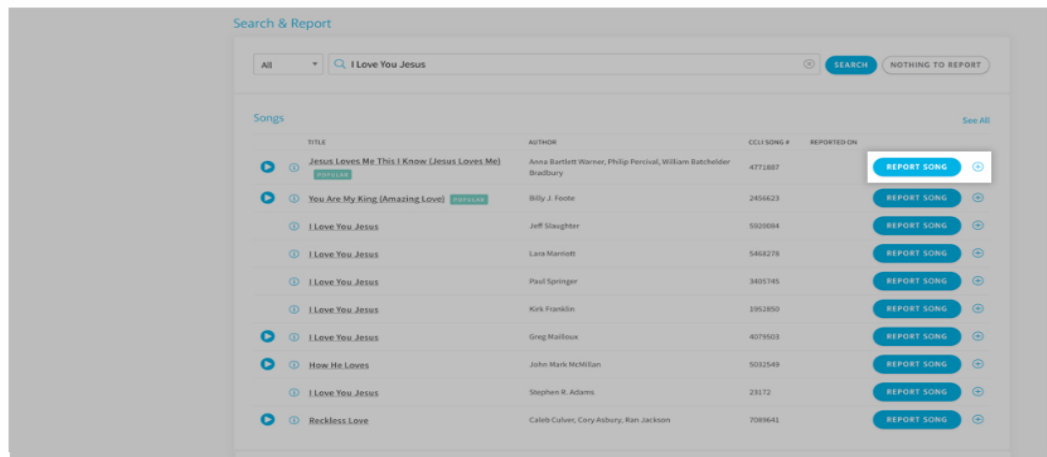 Search & Report
All I Love You Jesus SEARCH NOTHING TO REPORT
Songs See All
TITLE AUTHOR CCLI SONG # REPORTED ON
Jesus Loves Me This I Know (Jesus Loves Me) Anna Bartlett Warner, Philip Percival, William Batchelder 4771887 REPORT SONG
POPULAR Bradbury
You Are My King (Amazing Love) POPULAR Billy J. Foote 2456623 REPORT SONG
I Love You Jesus Jeff Slaughter 5920084 REPORT SONG
I Love You Jesus Lara Marriott 5468278 REPORT SONG
I Love You Jesus Paul Springer 3405745 REPORT SONG
I Love You Jesus Kirk Franklin 1952850 REPORT SONG
I Love You Jesus Greg Mailloux 4079503 REPORT SONG
How He Loves John Mark McMillan 5032549 REPORT SONG
I Love You Jesus Stephen R. Adams 23172 REPORT SONG
Reckless Love Caleb Culver, Cory Asbury, Ran Jackson 7089641 REPORT SONG